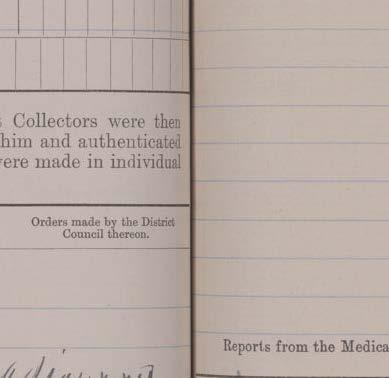 Collectors were then
him and authenticated
were made in individual
Orders made by the District
Council thereon.
Reports from the Medica